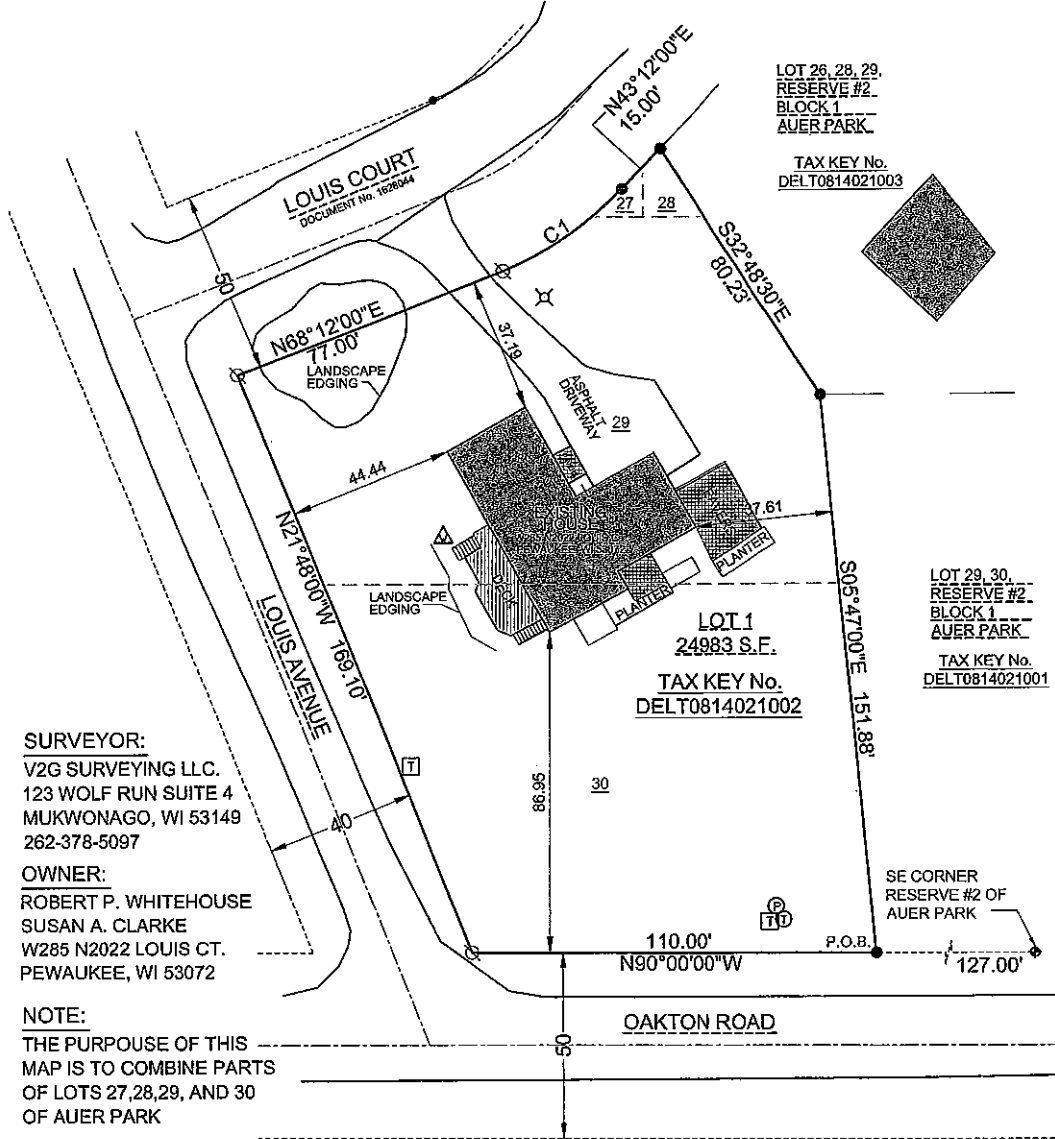 N43°12'00"E
15.00'
LOT 26, 28, 29,
RESERVE #2
BLOCK 1
AUER PARK
TAX KEY No.
DELT0814021003
LOUIS COURT
DOCUMENT No. 1628044
27
28
C1
S32°48'30"E
80.23'
50
N68°12'00"E
77.00'
LANDSCAPE
EDGING
37.19
ASPHALT
DRIVEWAY
29
44.44
EXISTING
HOUSE
37.61
PLANTER
DECK
LANDSCAPE
EDGING
PLANTER
N21°48'00"W 169.10'
LOUIS AVENUE
S05°47'00"E 151.88'
LOT 29, 30,
RESERVE #2
BLOCK 1
AUER PARK
TAX KEY No.
DELT0814021001
LOT 1
24983 S.F.
TAX KEY No.
DELT0814021002
T
86.95
30
40
SURVEYOR:
V2G SURVEYING LLC.
123 WOLF RUN SUITE 4
MUKWONAGO, WI 53149
262-378-5097
OWNER:
ROBERT P. WHITEHOUSE
SUSAN A. CLARKE
W285 N2022 LOUIS CT.
PEWAUKEE, WI 53072
SE CORNER
RESERVE #2 OF
AUER PARK
P
T T
110.00'
P.O.B.
N90°00'00"W
127.00'
NOTE:
THE PURPOUSE OF THIS
MAP IS TO COMBINE PARTS
OF LOTS 27,28,29, AND 30
OF AUER PARK
OAKTON ROAD
50